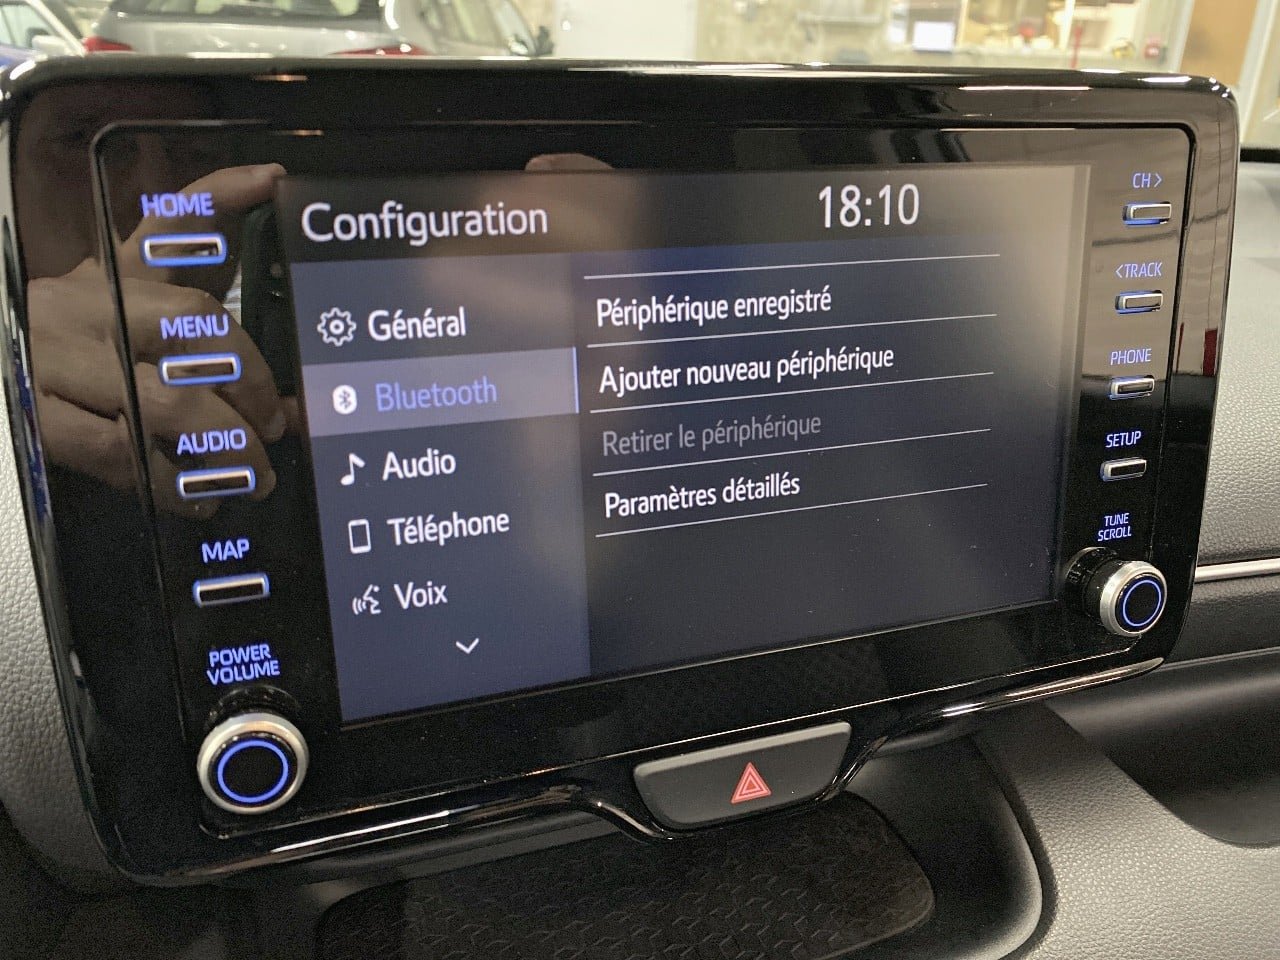 HOME
MENU
AUDIO
MAP
POWER
VOLUME
Configuration
18:10
Général
Bluetooth
Audio
Téléphone
Voix
Périphérique enregistré
Ajouter nouveau périphérique
Retirer le périphérique
Paramètres détaillés
CH >
< TRACK
PHONE
SETUP
TUNE
SCROLL